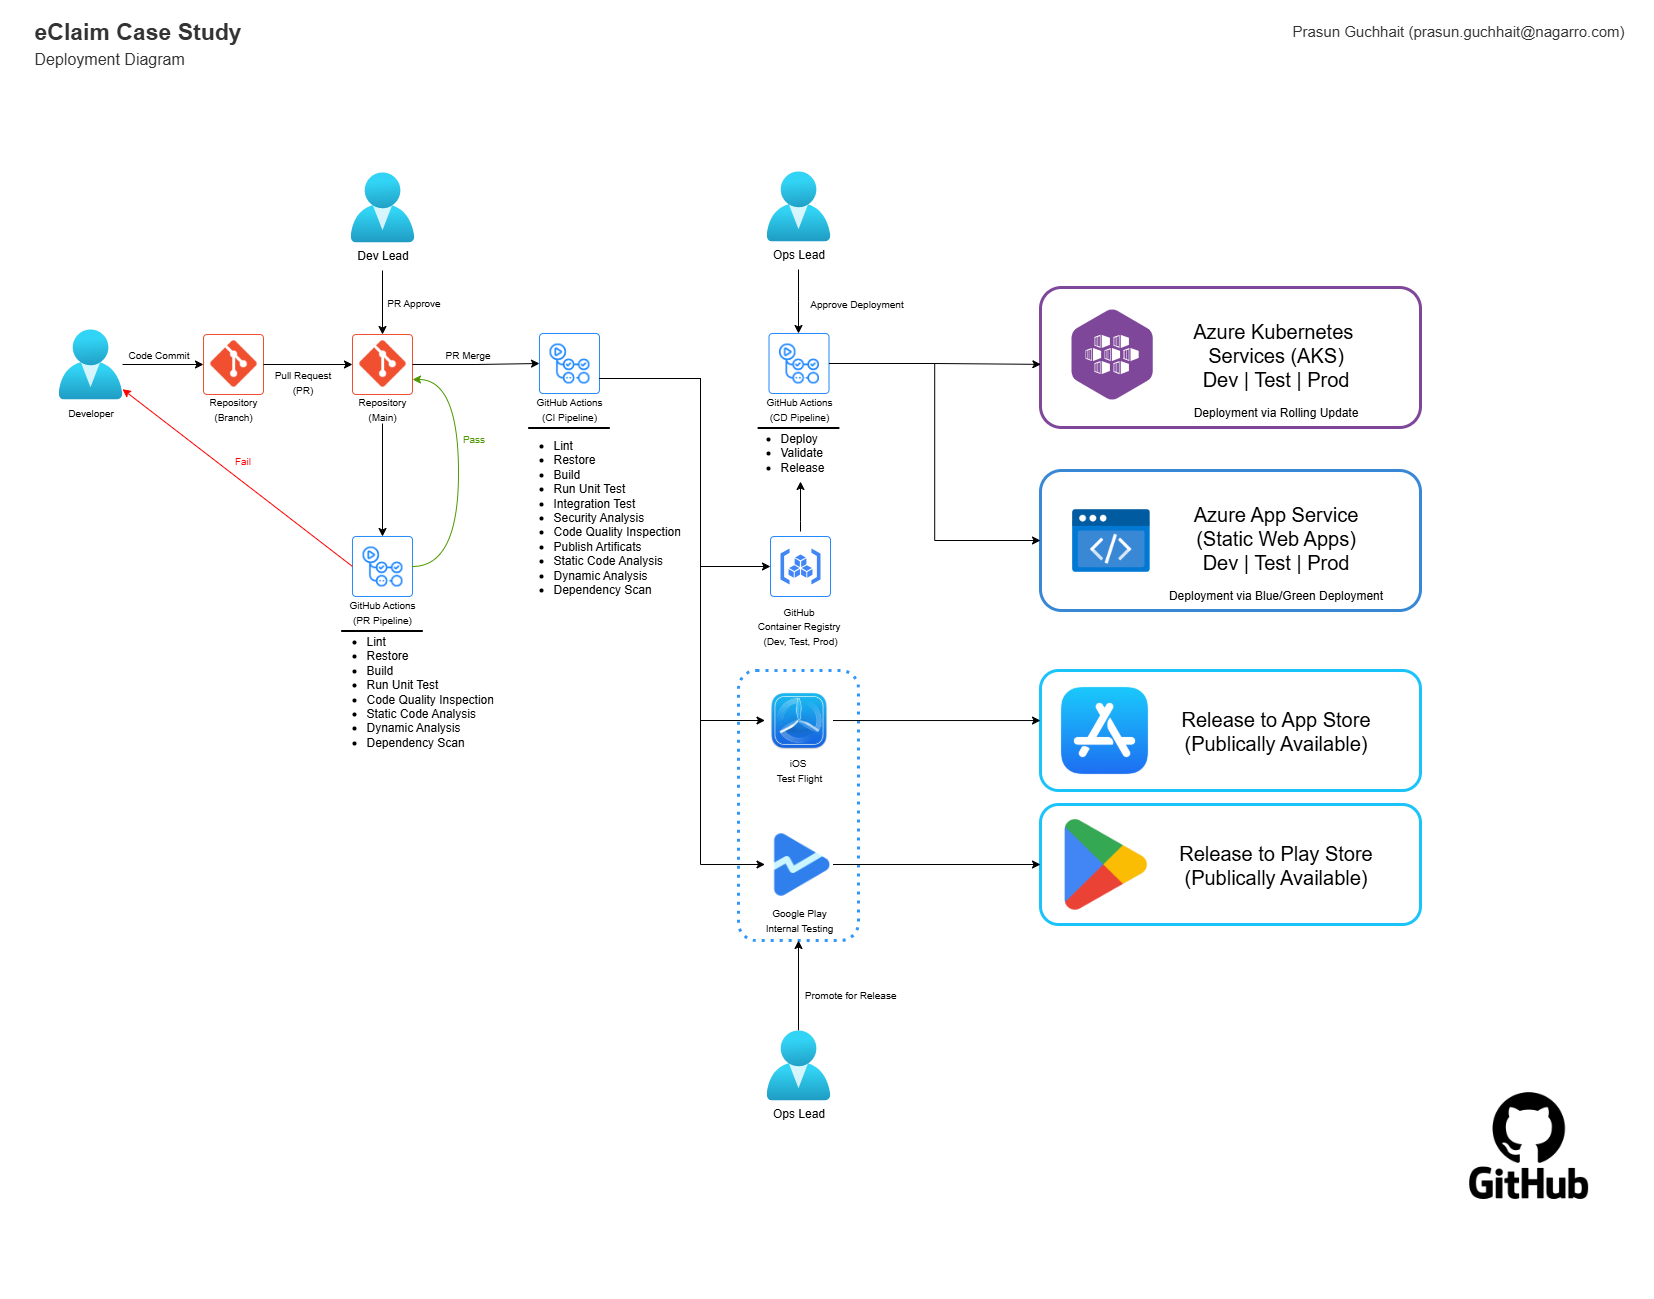 eClaim Case Study
Deployment Diagram
Prasun Guchhait (prasun.guchhait@nagarro.com)
Dev Lead
PR Approve
Ops Lead
Approve Deployment
Developer
Code Commit
Repository
(Branch)
Pull Request
(PR)
Repository
(Main)
PR Merge
GitHub Actions
(CI Pipeline)
Lint
Restore
Build
Run Unit Test
Integration Test
Security Analysis
Code Quality Inspection
Publish Artificats
Static Code Analysis
Dynamic Analysis
Dependency Scan
Fail
Pass
GitHub Actions
(PR Pipeline)
Lint
Restore
Build
Run Unit Test
Code Quality Inspection
Static Code Analysis
Dynamic Analysis
Dependency Scan
GitHub Actions
(CD Pipeline)
Deploy
Validate
Release
GitHub
Container Registry
(Dev, Test, Prod)
iOS
Test Flight
Google Play
Internal Testing
Promote for Release
Ops Lead
Azure Kubernetes
Services (AKS)
Dev | Test | Prod
Deployment via Rolling Update
Azure App Service
(Static Web Apps)
Dev | Test | Prod
Deployment via Blue/Green Deployment
Release to App Store
(Publically Available)
Release to Play Store
(Publically Available)
GitHub